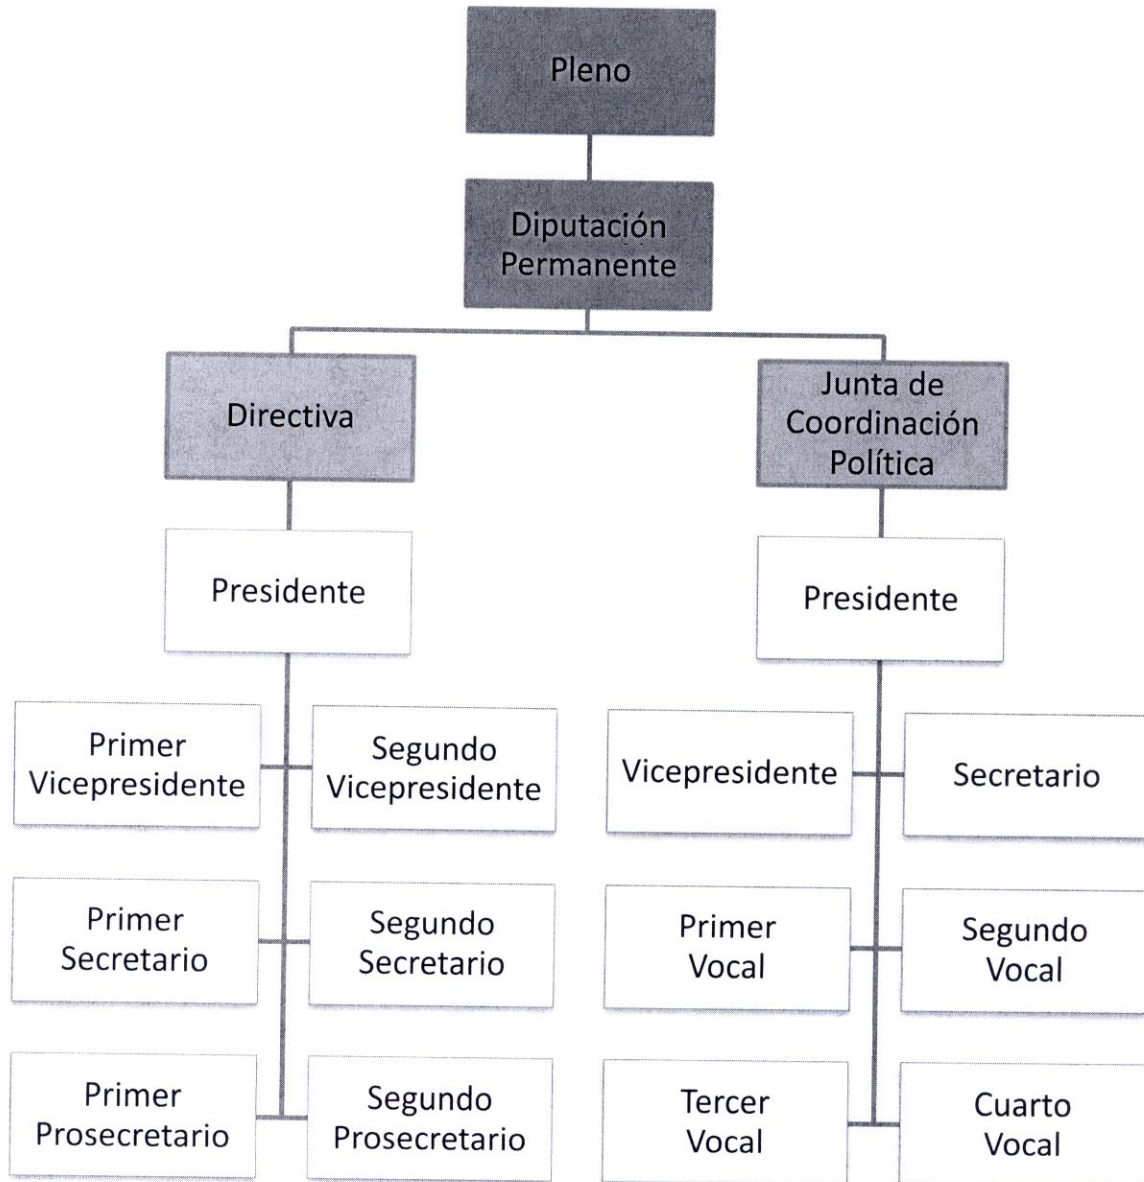 Pleno
Diputación
Permanente
Directiva
Junta de
Coordinación
Política
Presidente
Presidente
Primer
Vicepresidente
Segundo
Vicepresidente
Vicepresidente
Secretario
Primer
Secretario
Segundo
Secretario
Primer
Vocal
Segundo
Vocal
Primer
Prosecretario
Segundo
Prosecretario
Tercer
Vocal
Cuarto
Vocal